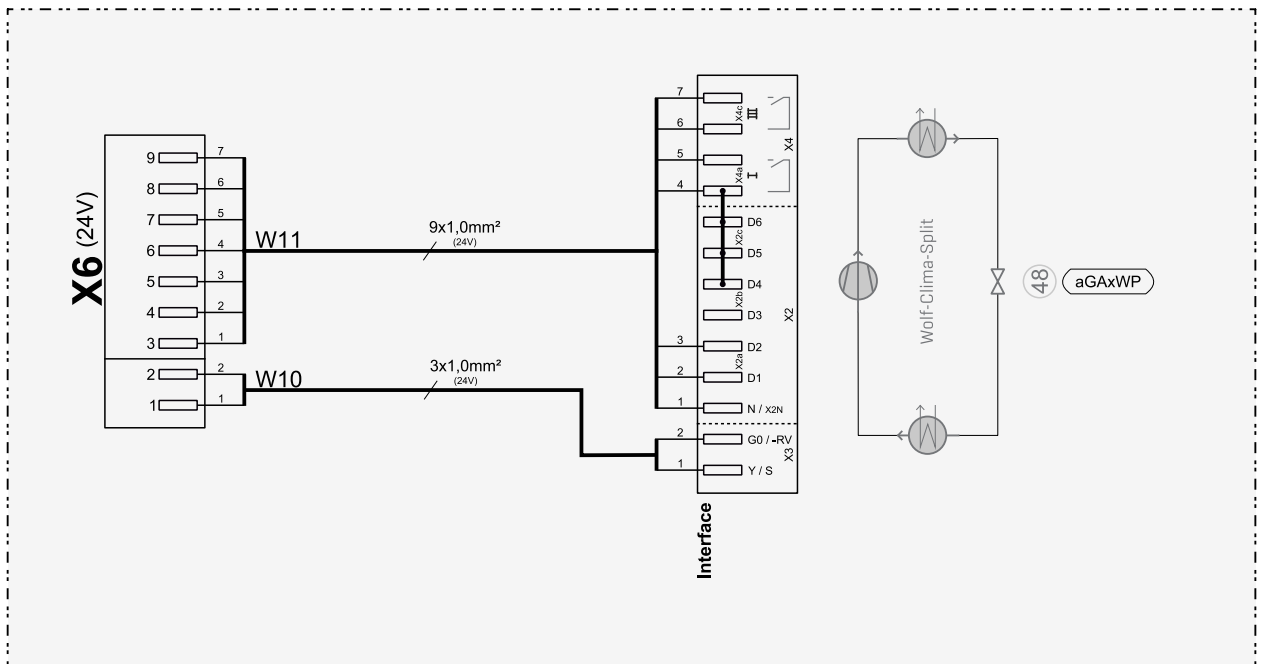 X6 (24V)
9 7
8 6
7 5
6 4
5 3
4 2
3 1
2 2
1 1
W11
9x1,0mm²
(24V)
W10
3x1,0mm²
(24V)
7
6
X4c III
5
4
X4a I
X4
D6
X2c
D5
D4
X2b
D3
X2
3 D2
X2a
2 D1
1 N / X2N
2 G0 / -RV
X3
1 Y / S
Interface
Wolf-Clima-Split
48
aGAxWP